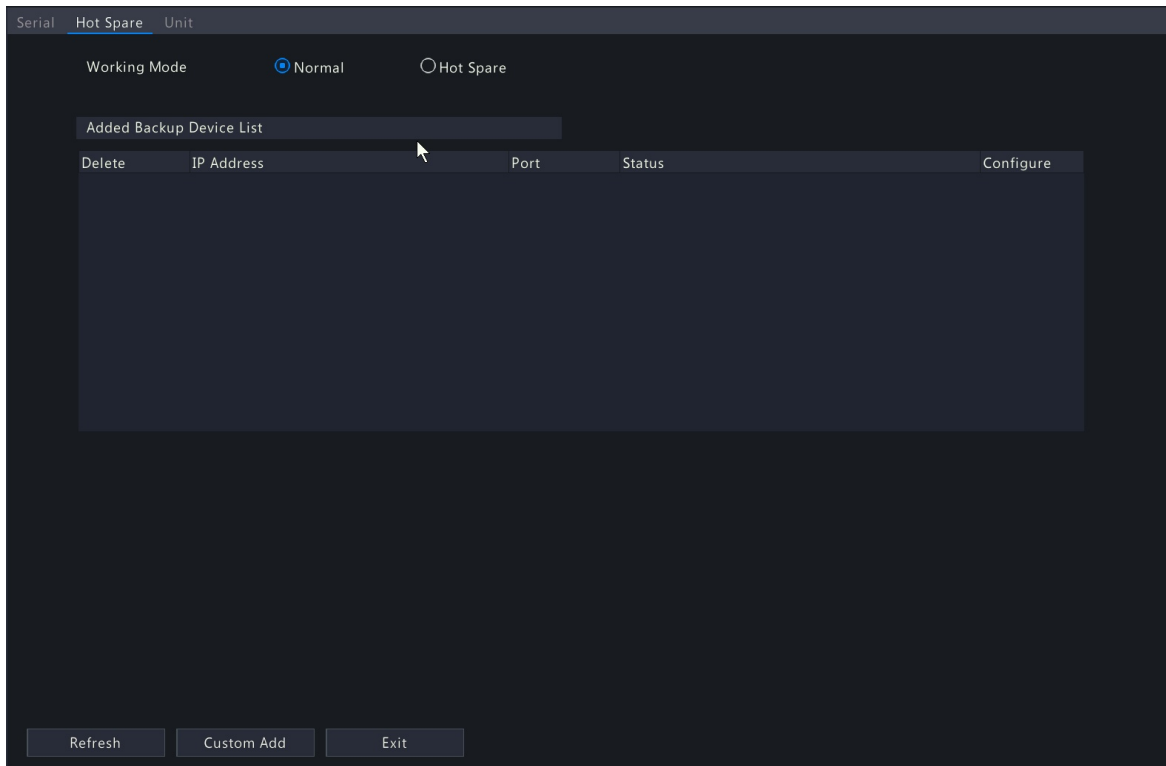 Serial Hot Spare Unit
Working Mode Normal Hot Spare
Added Backup Device List
Delete IP Address Port Status Configure
Refresh Custom Add Exit